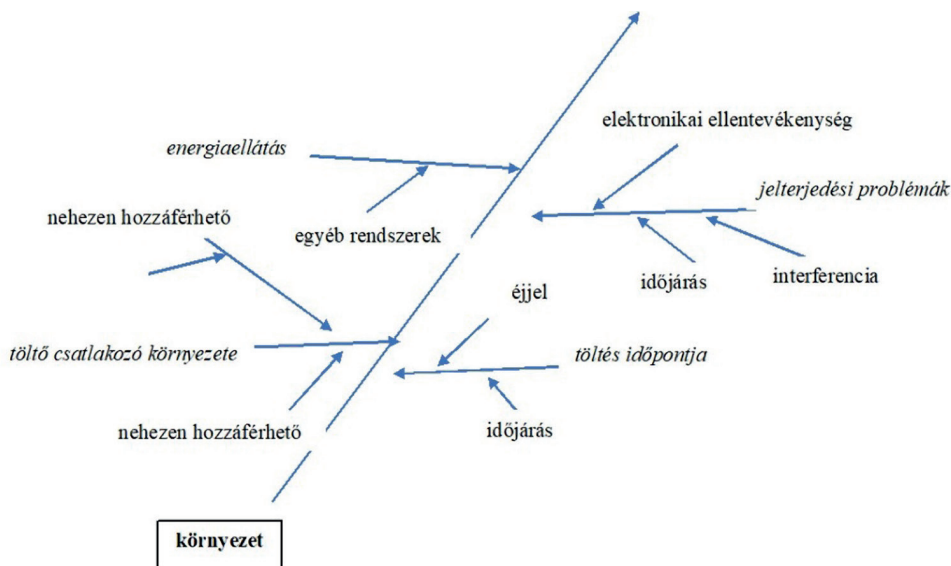 elektronikai ellentevékenység
energiaellátás
jelterjedési problémák
nehezen hozzáférhető
egyéb rendszerek
időjárás
interferencia
éjjel
töltő csatlakozó környezete
töltés időpontja
nehezen hozzáférhető
időjárás
környezet